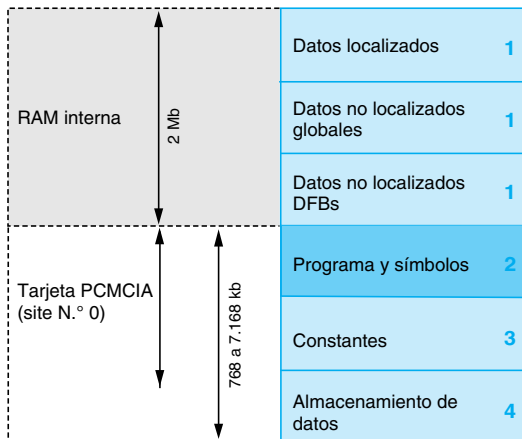 Datos localizados 1
RAM interna
2 Mb
Datos no localizados
globales 1
Datos no localizados
DFBs 1
Programa y símbolos 2
Tarjeta PCMCIA
(site N.° 0)
768 a 7.168 kb
Constantes 3
Almacenamiento de
datos 4